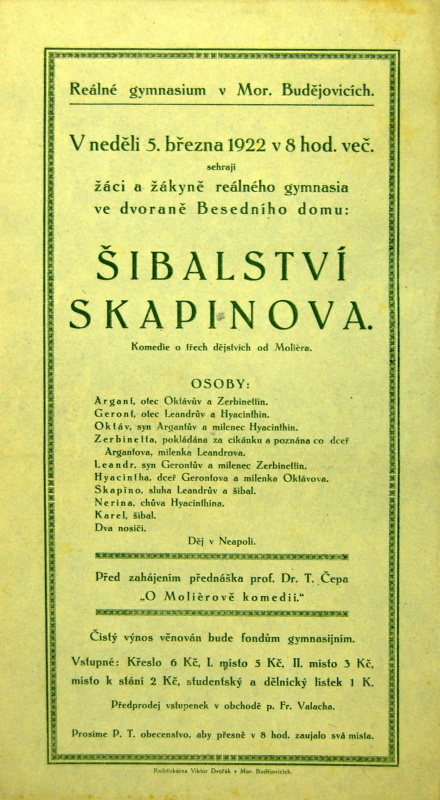 Reálné gymnasium v Mor. Budějovicích.
V neděli 5. března 1922 v 8 hod. več.
sehrají
žáci a žákyně reálného gymnasia
ve dvoraně Besedního domu:
ŠIBALSTVÍ
SKAPINOVA.
Komedie o třech dějstvích od Molièra.
OSOBY:
Argant, otec Oktávův a Zerbinettin.
Geront, otec Leandrův a Hyacinthin.
Oktáv, syn Argantův a milenec Hyacinthin.
Zerbinetta, pokládána za cikánku a poznána co dceř
Argantova, milenka Leandrova.
Leandr, syn Gerontův a milenec Zerbinettin.
Hyacintha, dceř Gerontova a milenka Oktávova.
Skapino, sluha Leandrův a šibal.
Nerina, chůva Hyacinthina.
Karel, šibal.
Dva nosiči.
Děj v Neapoli.
Před zahájením přednáška prof. Dr. T. Čepa
„O Molièrově komedii.“
Čistý výnos věnován bude fondům gymnasijním.
Vstupné: Křeslo 6 Kč, I. místo 5 Kč, II. místo 3 Kč,
místo k stání 2 Kč, studentský a dělnický lístek 1 K.
Předprodej vstupenek v obchodě p. Fr. Valacha.
Prosíme P. T. obecenstvo, aby přesně v 8 hod. zaujalo svá místa.
Knihtiskárna Viktor Dvořák • Mor. Budějovicích.